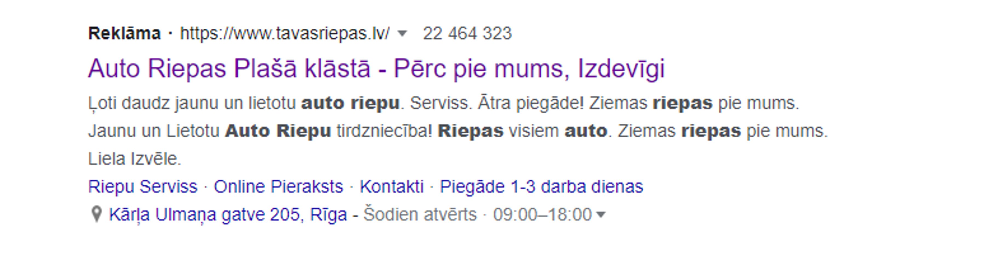 Reklāma · https://www.tavasriepas.lv/ 22 464 323
Auto Riepas Plašā klāstā - Pērc pie mums, Izdevīgi
Ļoti daudz jaunu un lietotu auto riepu. Serviss. Ātra piegāde! Ziemas riepas pie mums.
Jaunu un Lietotu Auto Riepu tirdzniecība! Riepas visiem auto. Ziemas riepas pie mums.
Liela Izvēle.
Riepu Serviss · Online Pieraksts · Kontakti · Piegāde 1-3 darba dienas
Kārļa Ulmaņa gatve 205, Rīga - Šodien atvērts · 09:00–18:00